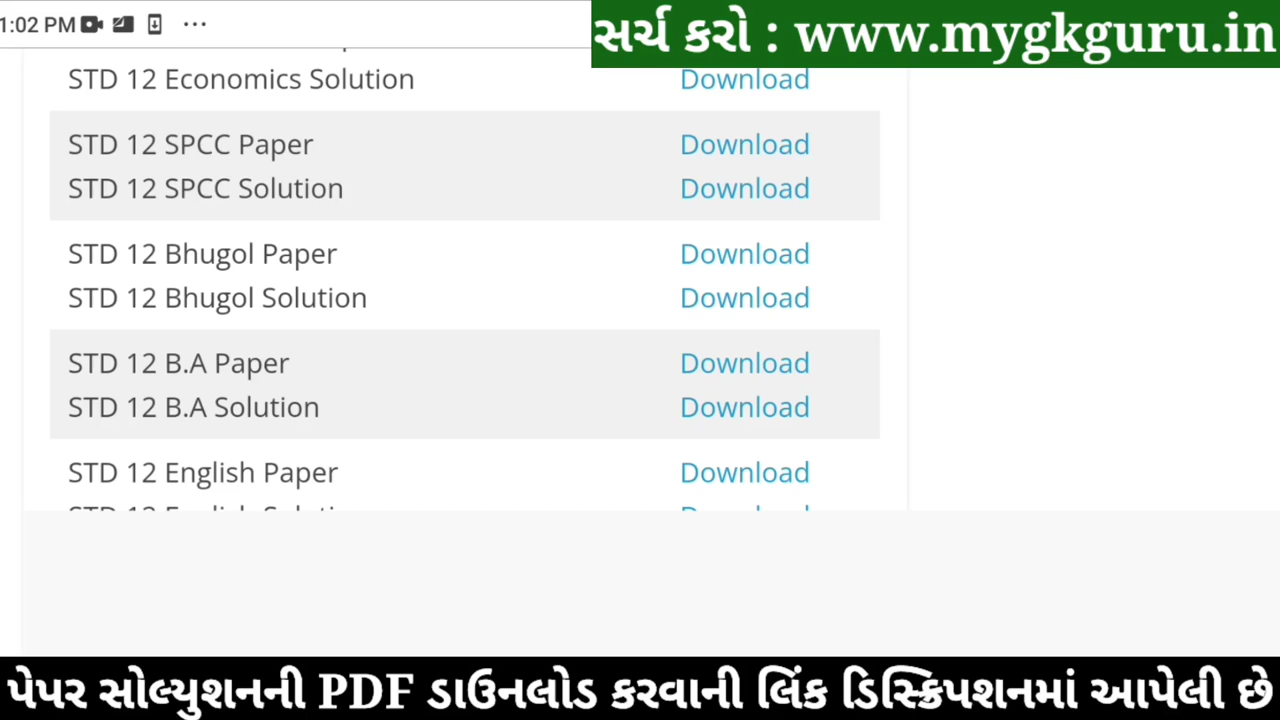 1:02 PM ...
સર્ચ કરો : www.mygkguru.in
STD 12 Economics Solution Download
STD 12 SPCC Paper Download
STD 12 SPCC Solution Download
STD 12 Bhugol Paper Download
STD 12 Bhugol Solution Download
STD 12 B.A Paper Download
STD 12 B.A Solution Download
STD 12 English Paper Download
પેપર સોલ્યુશનની PDF ડાઉનલોડ કરવાની લિંક ડિસ્ક્રિપશનમાં આપેલી છે